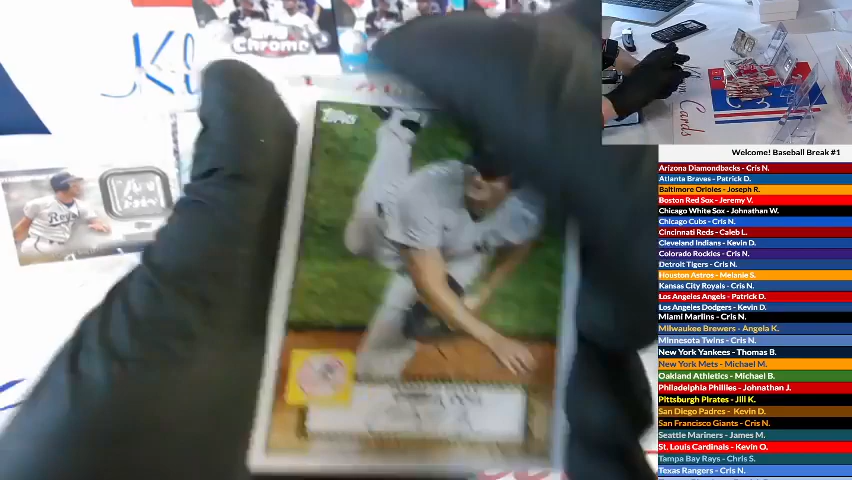 Chrome
Topps
Royals
Cards
Welcome! Baseball Break #1
Arizona Diamondbacks - Cris N.
Atlanta Braves - Patrick D.
Baltimore Orioles - Joseph R.
Boston Red Sox - Jeremy V.
Chicago White Sox - Johnathan W.
Chicago Cubs - Cris N.
Cincinnati Reds - Caleb L.
Cleveland Indians - Kevin D.
Colorado Rockies - Cris N.
Detroit Tigers - Cris N.
Houston Astros - Melanie S.
Kansas City Royals - Cris N.
Los Angeles Angels - Patrick D.
Los Angeles Dodgers - Kevin D.
Miami Marlins - Cris N.
Milwaukee Brewers - Angela K.
Minnesota Twins - Cris N.
New York Yankees - Thomas B.
New York Mets - Michael M.
Oakland Athletics - Michael B.
Philadelphia Phillies - Johnathan J.
Pittsburgh Pirates - Jill K.
San Diego Padres - Kevin D.
San Francisco Giants - Cris N.
Seattle Mariners - James M.
St. Louis Cardinals - Kevin O.
Tampa Bay Rays - Chris S.
Texas Rangers - Cris N.